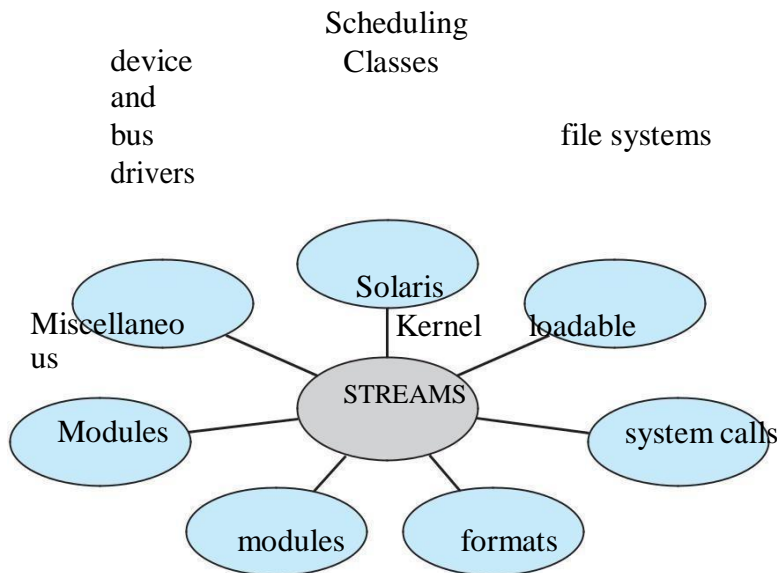 Scheduling
Classes
device
and
bus
drivers
file systems
Solaris
Kernel
loadable
Miscellaneo
us
STREAMS
Modules
system calls
modules
formats